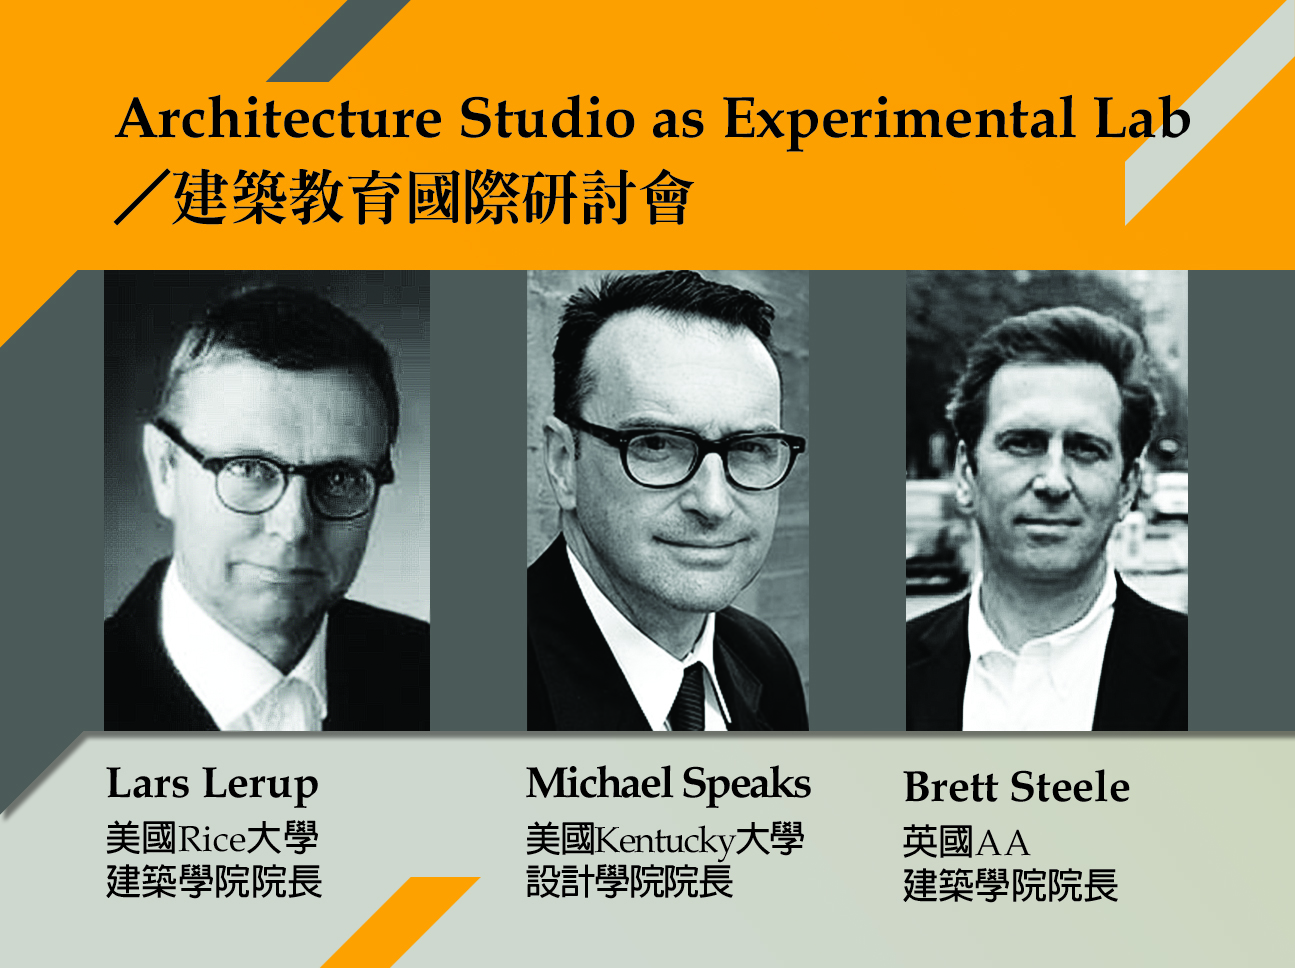 Architecture Studio as Experimental Lab
／建築教育國際研討會
Lars Lerup
美國Rice大學
建築學院院長
Michael Speaks
美國Kentucky大學
設計學院院長
Brett Steele
英國AA
建築學院院長